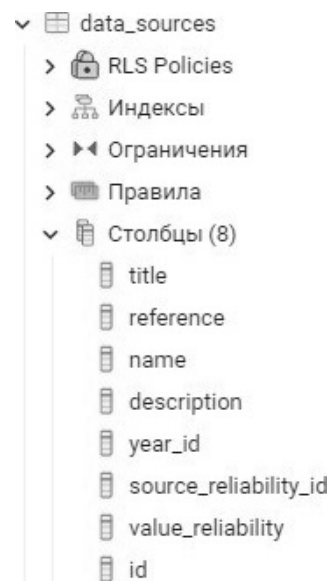 data_sources
RLS Policies
Индексы
Ограничения
Правила
Столбцы (8)
title
reference
name
description
year_id
source_reliability_id
value_reliability
id